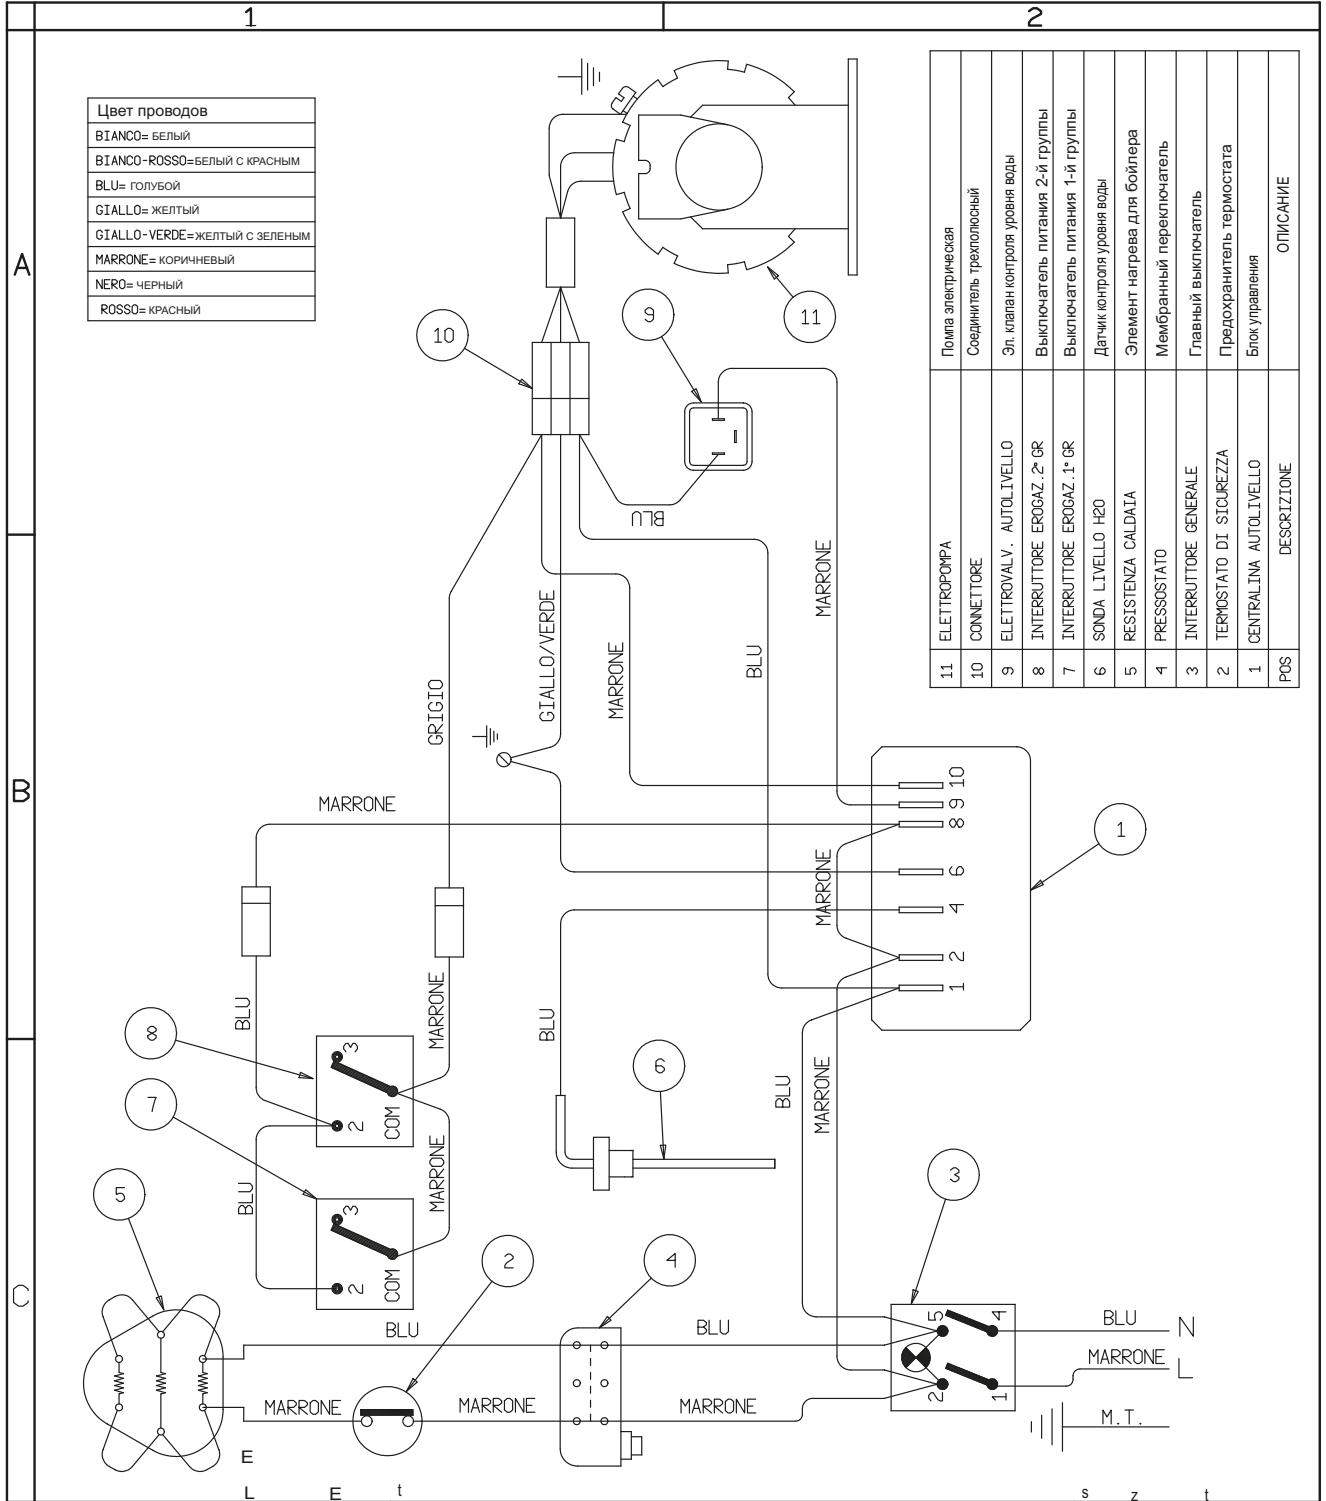 1
2
A
B
C
Цвет проводов
BIANCO= БЕЛЫЙ
BIANCO-ROSSO=БЕЛЫЙ С КРАСНЫМ
BLU= ГОЛУБОЙ
GIALLO= ЖЕЛТЫЙ
GIALLO-VERDE=ЖЕЛТЫЙ С ЗЕЛЕНЫМ
MARRONE= КОРИЧНЕВЫЙ
NERO= ЧЕРНЫЙ
ROSSO= КРАСНЫЙ
11 ELETTROPOMPA Помпа электрическая
10 CONNETTORE Соединитель трехполюсный
9 ELETTROVALV. AUTOLIVELLO Эл. клапан контроля уровня воды
8 INTERRUTTORE EROGAZ.2° GR Выключатель питания 2-й группы
7 INTERRUTTORE EROGAZ.1° GR Выключатель питания 1-й группы
6 SONDA LIVELLO H2O Датчик контроля уровня воды
5 RESISTENZA CALDAIA Элемент нагрева для бойлера
4 PRESSOSTATO Мембранный переключатель
3 INTERRUTTORE GENERALE Главный выключатель
2 TERMOSTATO DI SICUREZZA Предохранитель термостата
1 CENTRALINA AUTOLIVELLO Блок управления
POS DESCRIZIONE ОПИСАНИЕ
10
9
11
BLU
GRIGIO
GIALLO/VERDE
MARRONE
BLU
MARRONE
MARRONE
10
9
8
6
4
2
1
1
MARRONE
BLU
MARRONE
BLU
BLU
MARRONE
8
3
2
COM
7
BLU
MARRONE
3
2
COM
6
5
2
4
3
BLU
BLU
5
4
2
1
BLU
N
MARRONE
L
MARRONE
MARRONE
MARRONE
M.T.
E
L
E
t
s
z
t